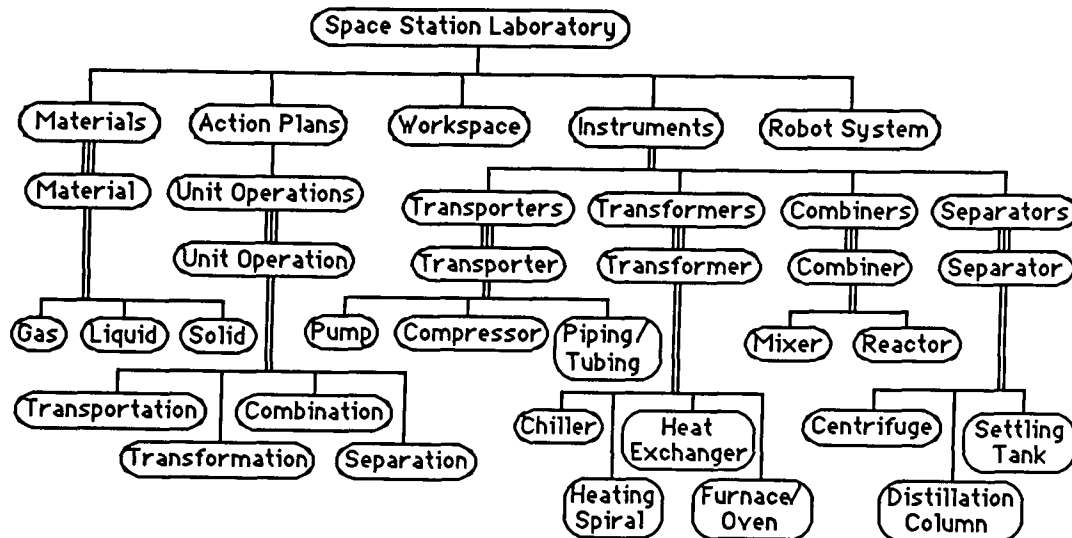 Space Station Laboratory
Materials
Action Plans
Workspace
Instruments
Robot System
Material
Unit Operations
Transporters
Transformers
Combiners
Separators
Unit Operation
Transporter
Transformer
Combiner
Separator
Gas
Liquid
Solid
Pump
Compressor
Piping/
Tubing
Mixer
Reactor
Transportation
Combination
Transformation
Separation
Chiller
Heat
Exchanger
Heating
Spiral
Furnace/
Oven
Centrifuge
Settling
Tank
Distillation
Column